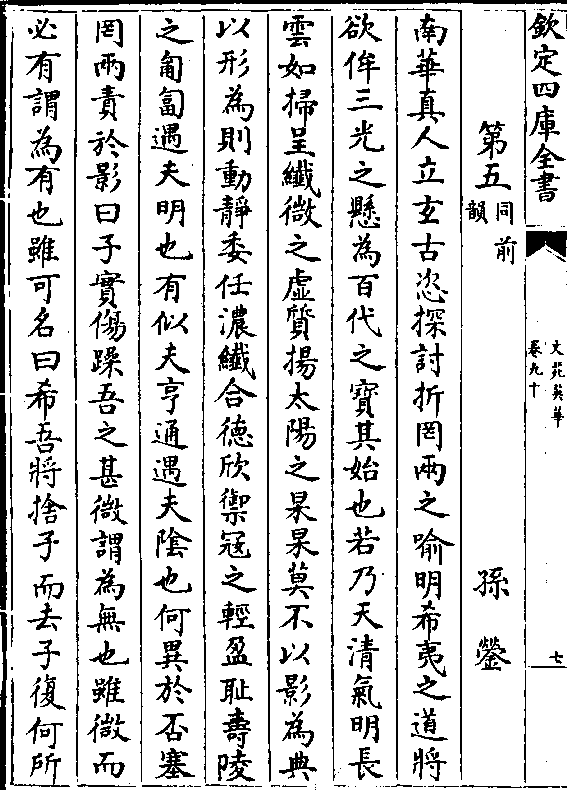 欽定四庫全書
文苑英華
卷九十
七
第五同前韻
孫鎣
南華真人立玄古恣探討折罔兩之喻明希夷之道將
欲侔三光之懸為百代之寳其始也若乃天清氣明長
雲如掃呈纎微之虛質揚太陽之杲杲莫不以影為典
以形為則動靜委任濃纎合德欣禦冦之輕盈恥壽陵
之匍匐遇夫明也有似夫亨通遇夫陰也何異於否塞
罔兩責於影曰子實傷躁吾之甚微謂為無也雖微而
必有謂為有也雖可名曰希吾將捨子而去子復何所